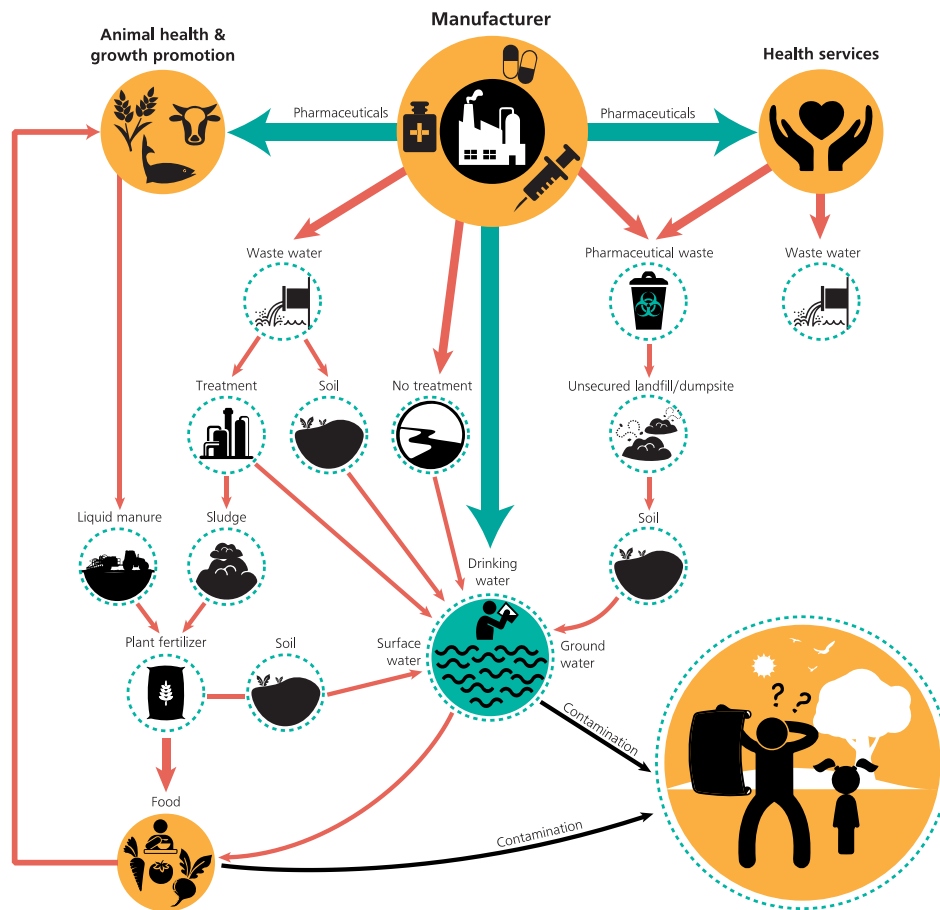 Manufacturer
Animal health &
growth promotion
Health services
Pharmaceuticals
Pharmaceuticals
Waste water
Pharmaceutical waste
Waste water
Treatment
Soil
No treatment
Unsecured landfill/dumpsite
Liquid manure
Sludge
Soil
Drinking
water
Plant fertilizer
Soil
Surface
water
Ground
water
? ?
Contamination
Food
Contamination